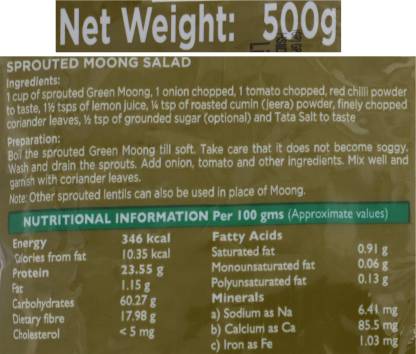 Net Weight: 500g
SPROUTED MOONG SALAD
Ingredients:
1 cup of sprouted Green Moong, 1 onion chopped, 1 tomato chopped, red chilli powder
to taste, 1½ tsps of lemon juice, ¼ tsp of roasted cumin (jeera) powder, finely chopped
coriander leaves, ½ tsp of grounded sugar (optional) and Tata Salt to taste
Preparation:
Boil the sprouted Green Moong till soft. Take care that it does not become soggy.
Wash and drain the sprouts. Add onion, tomato and other ingredients. Mix well and
garnish with coriander leaves.
Note: Other sprouted lentils can also be used in place of Moong.
NUTRITIONAL INFORMATION Per 100 gms (Approximate values)
Energy 346 kcal
Calories from fat 10.35 kcal
Protein 23.55 g
Fat 1.15 g
Carbohydrates 60.27 g
Dietary fibre 17.98 g
Cholesterol < 5 mg
Fatty Acids
Saturated fat 0.91 g
Monounsaturated fat 0.06 g
Polyunsaturated fat 0.13 g
Minerals
a) Sodium as Na 6.41 mg
b) Calcium as Ca 85.5 mg
c) Iron as Fe 1.03 mg